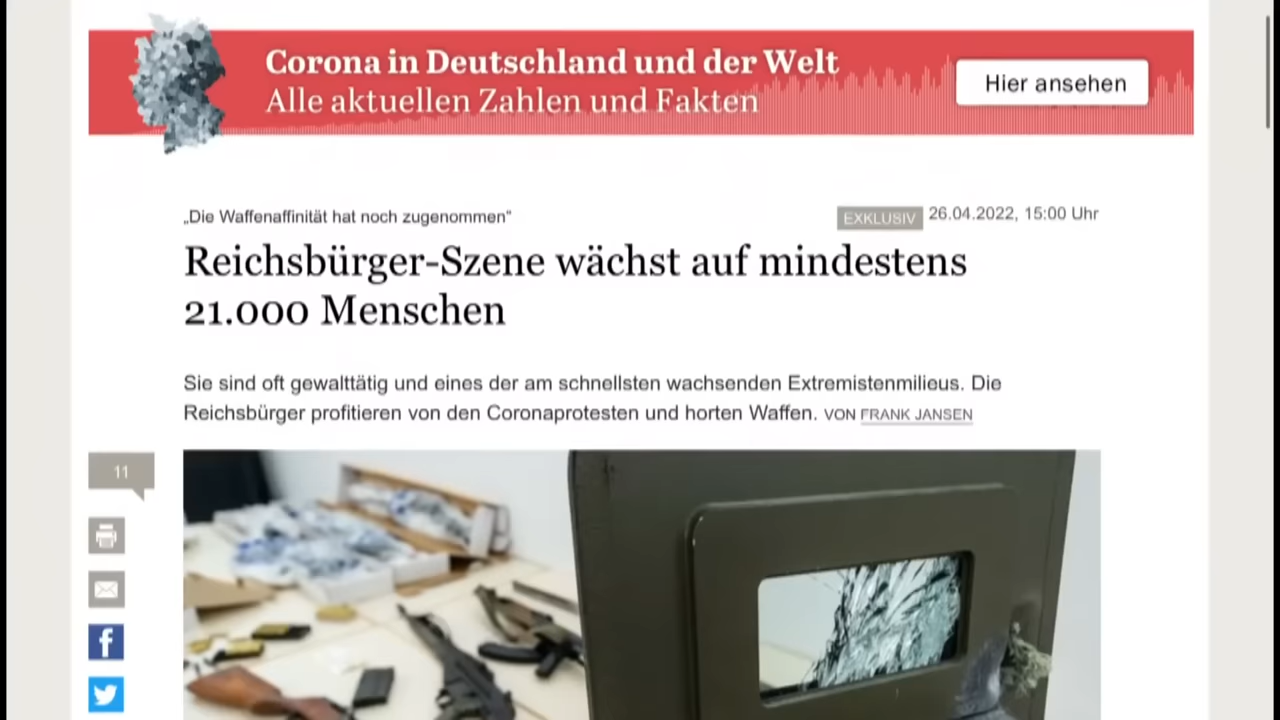 Corona in Deutschland und der Welt
Alle aktuellen Zahlen und Fakten
Hier ansehen
„Die Waffenaffinität hat noch zugenommen“
EXKLUSIV 26.04.2022, 15:00 Uhr
Reichsbürger-Szene wächst auf mindestens
21.000 Menschen
Sie sind oft gewalttätig und eines der am schnellsten wachsenden Extremistenmilieus. Die
Reichsbürger profitieren von den Coronaprotesten und horten Waffen. VON FRANK JANSEN
11